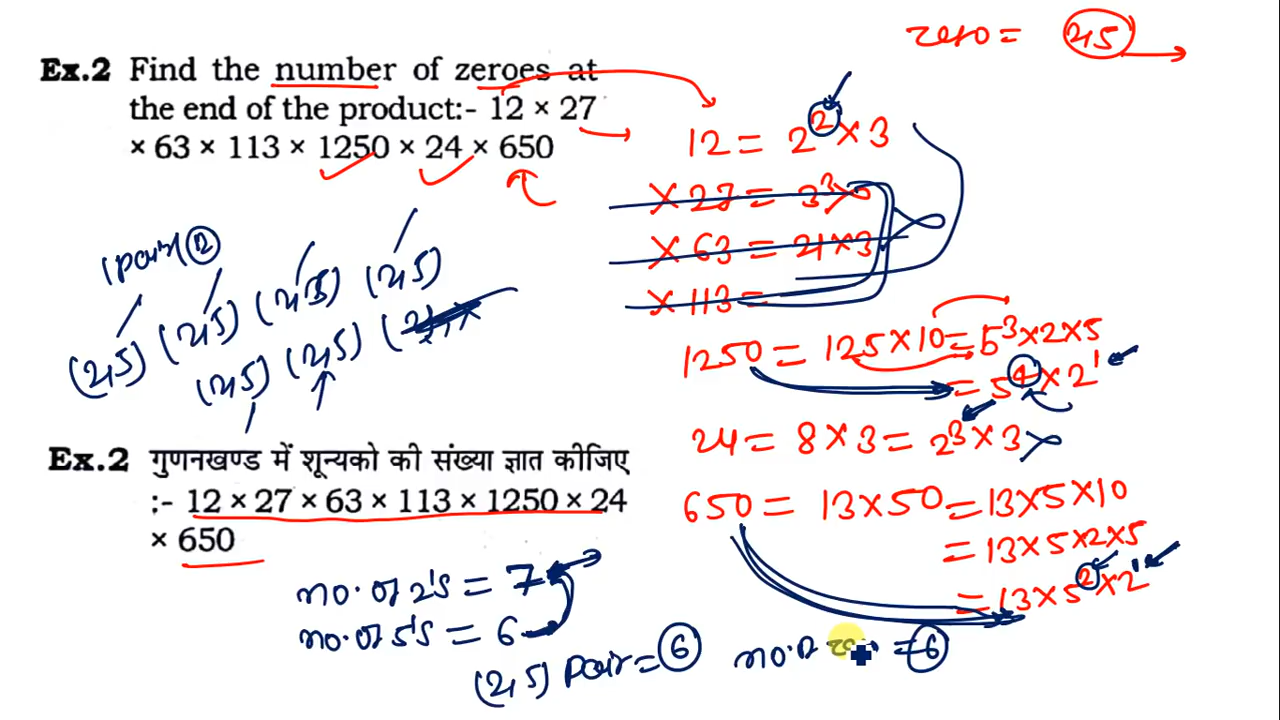 zero = 2,5
Ex.2 Find the number of zeroes at
the end of the product:- 12 × 27
× 63 × 113 × 1250 × 24 × 650
12 = 2² × 3
× 27 = 3³ ×
× 63 = 21 × 3
× 113 =
1 pair 2
(2,5) (2,5) (2,5) (2,5)
(2,5) (2,5)
1250 = 125 × 10 = 5³ × 2 × 5
= 5⁴ × 2¹
24 = 8 × 3 = 2³ × 3
650 = 13 × 50 = 13 × 5 × 10
= 13 × 5 × 2 × 5
= 13 × 5² × 2¹
Ex.2 गुणनखण्ड में शून्यको की संख्या ज्ञात कीजिए
:- 12 × 27 × 63 × 113 × 1250 × 24
× 650
no. of 2's = 7
no. of 5's = 6
(2,5) Pair = 6
no. of = 6